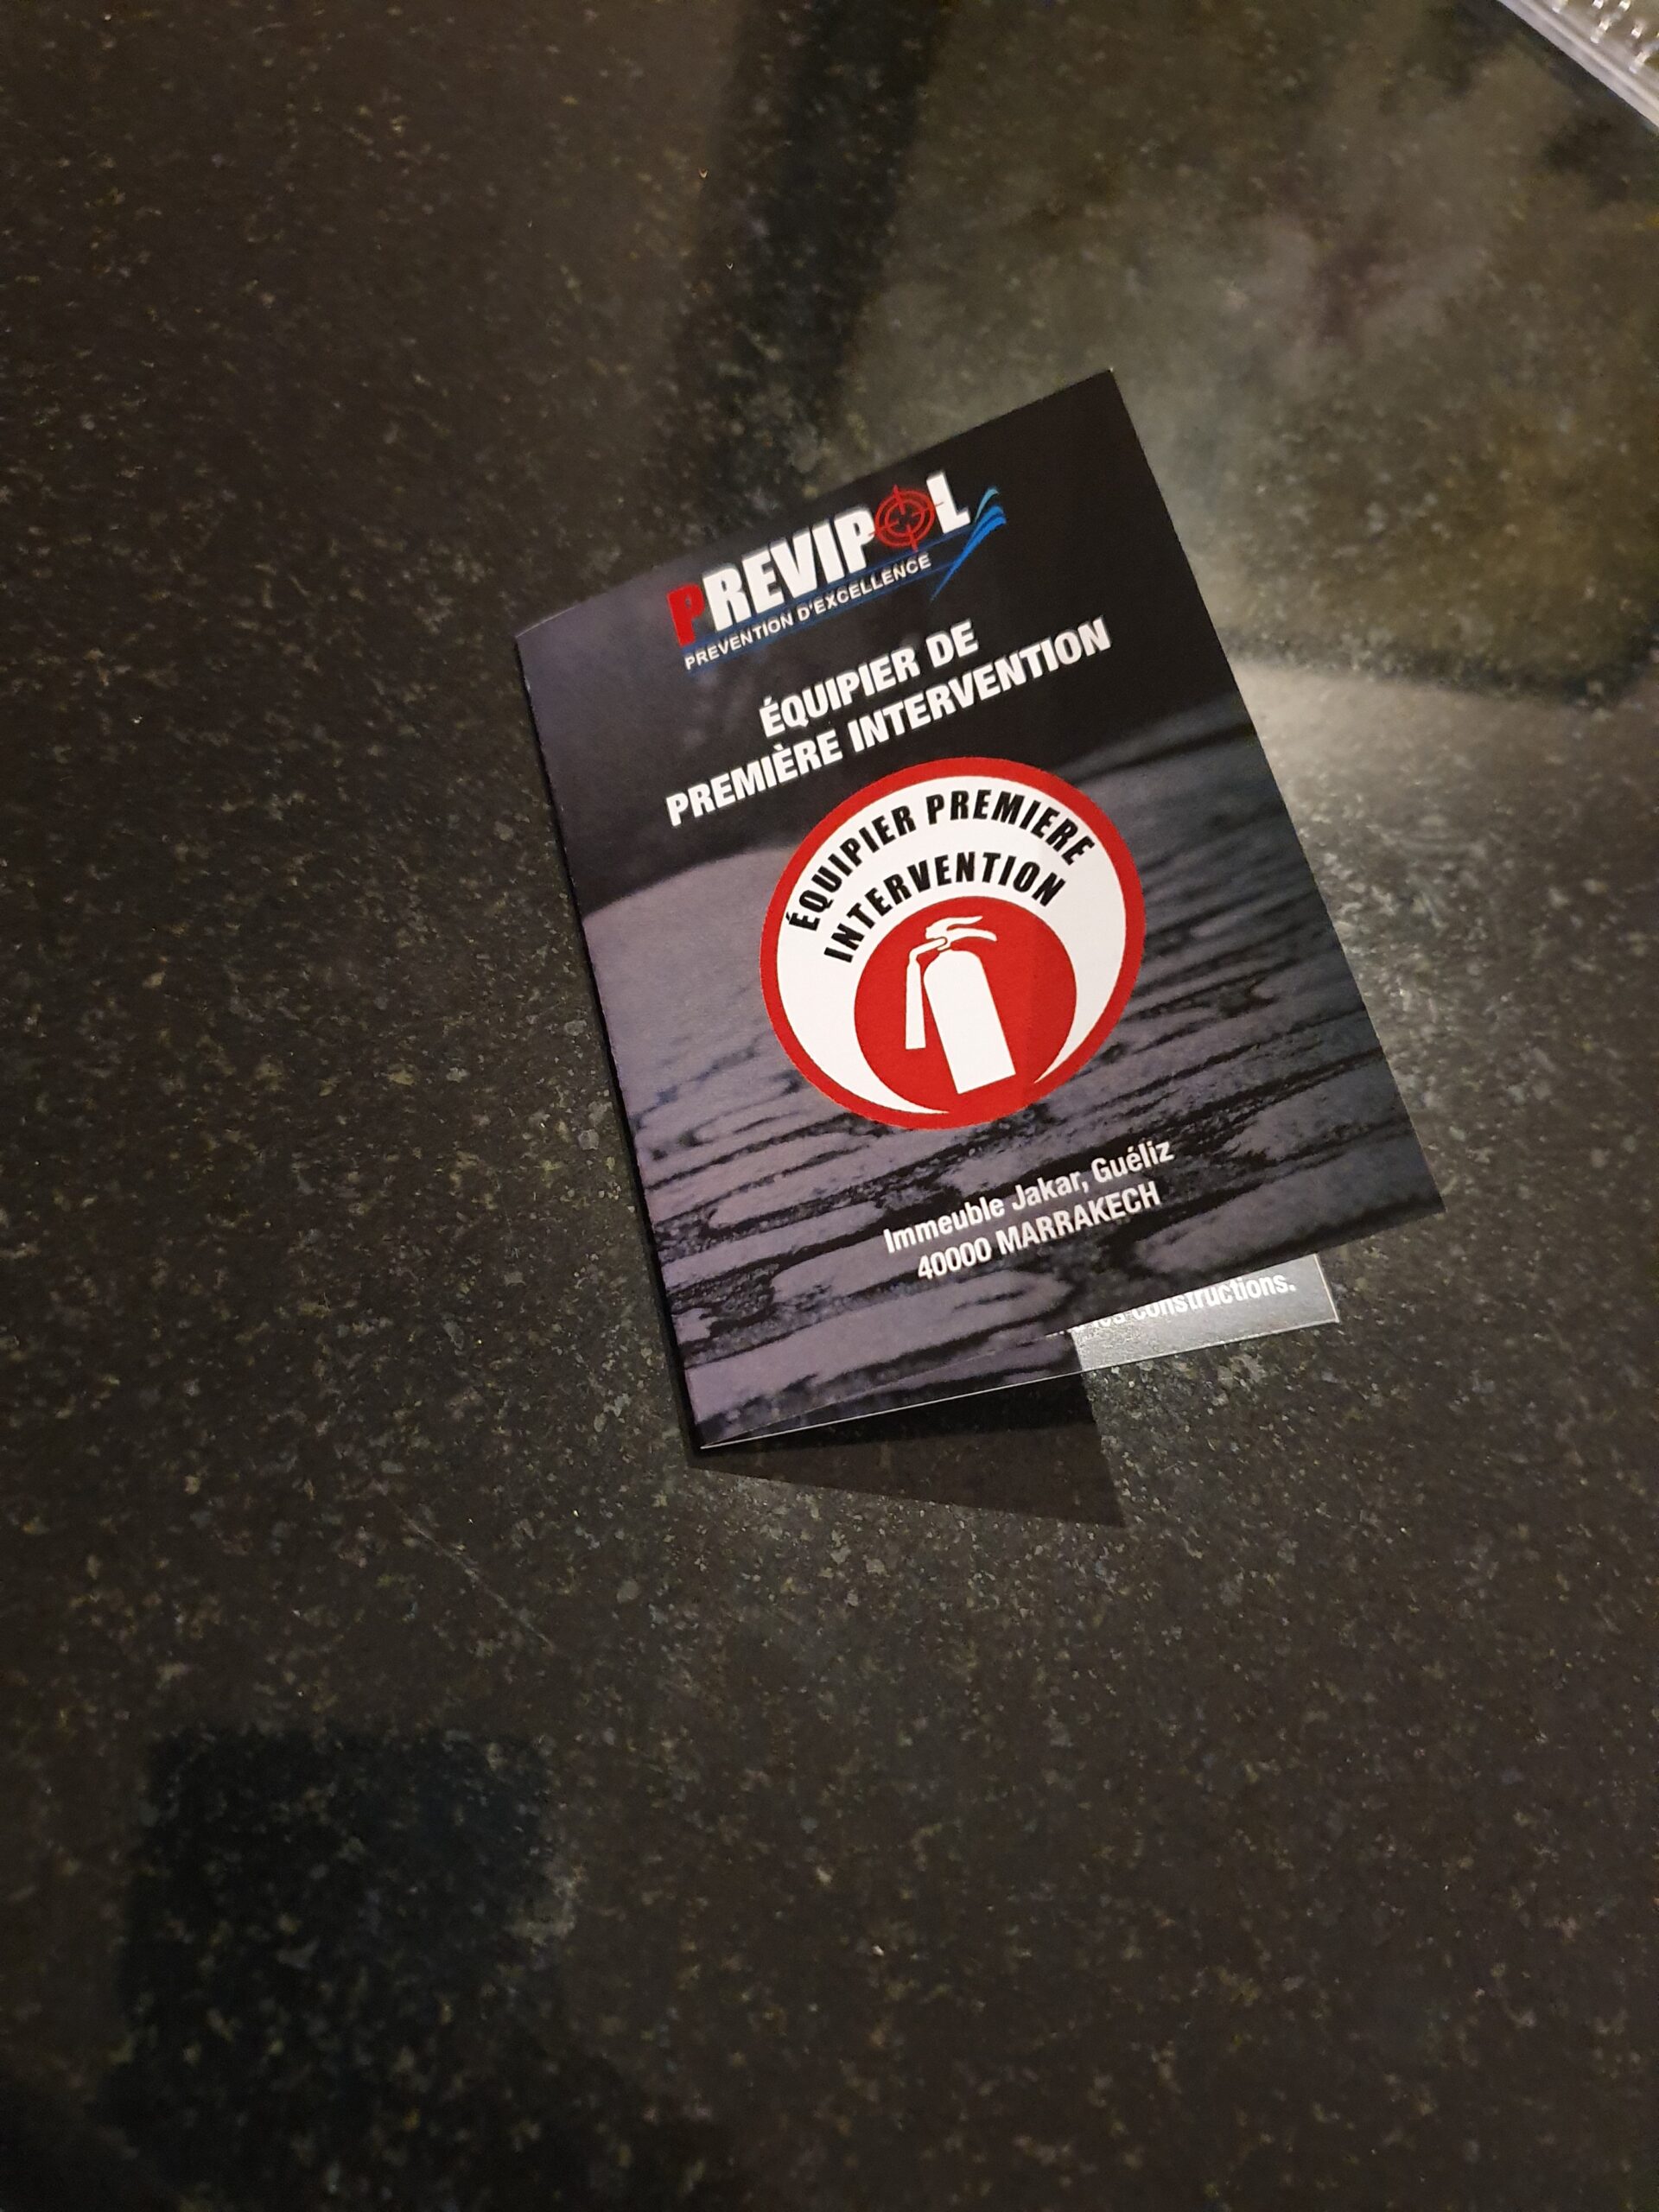 PREVIPOL
PREVENTION D'EXCELLENCE
ÉQUIPIER DE
PREMIÈRE INTERVENTION
ÉQUIPIER PREMIERE
INTERVENTION
Immeuble Jakar, Guéliz
40000 MARRAKECH
constructions.